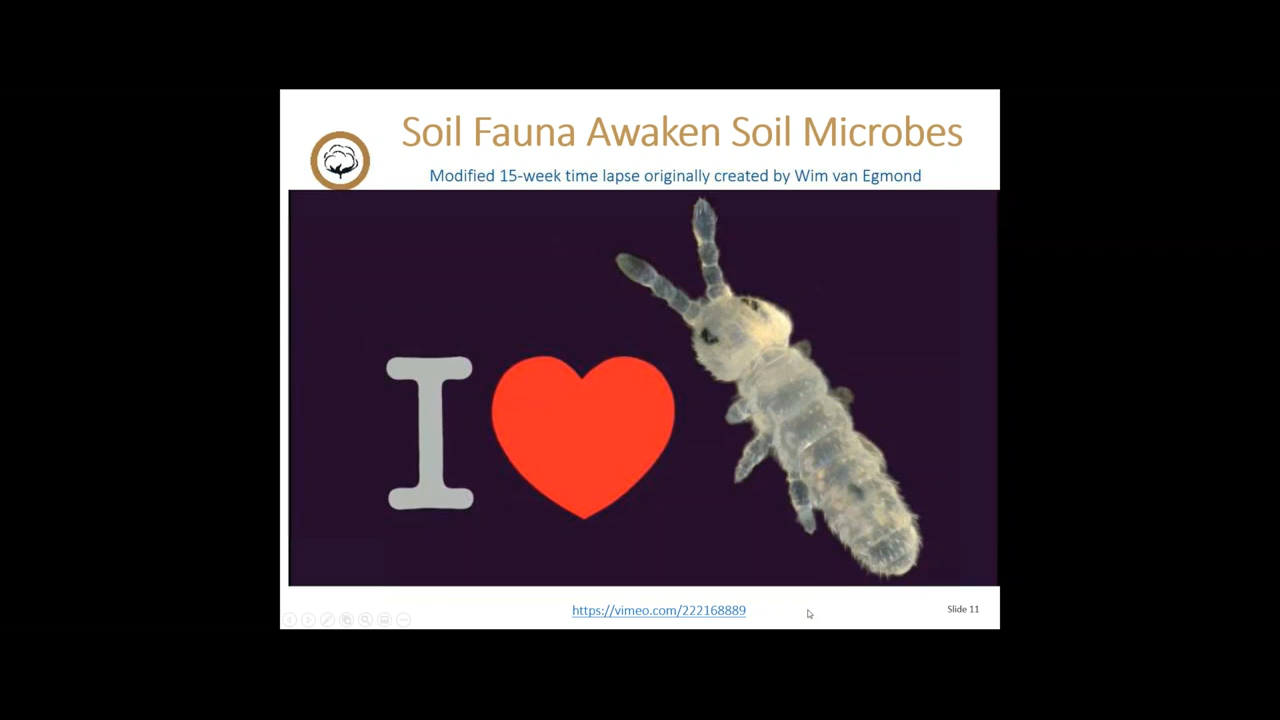 Soil Fauna Awaken Soil Microbes
Modified 15-week time lapse originally created by Wim van Egmond
I
https://vimeo.com/222168889
Slide 11